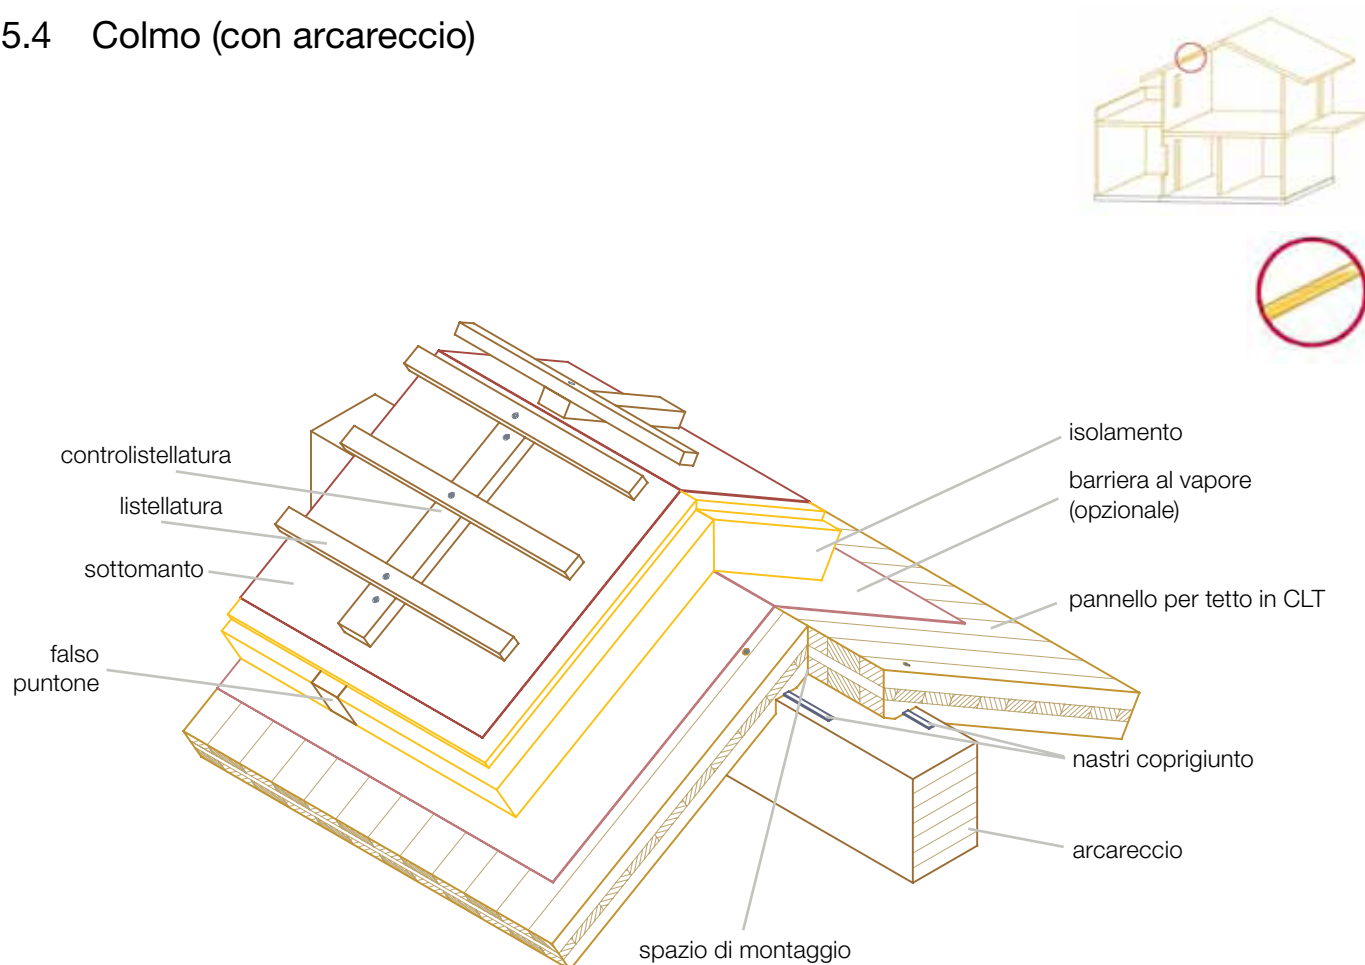 5.4 Colmo (con arcareccio)
controlistellatura
listellatura
sottomanto
falso
puntone
isolamento
barriera al vapore
(opzionale)
pannello per tetto in CLT
nastri coprigiunto
arcareccio
spazio di montaggio